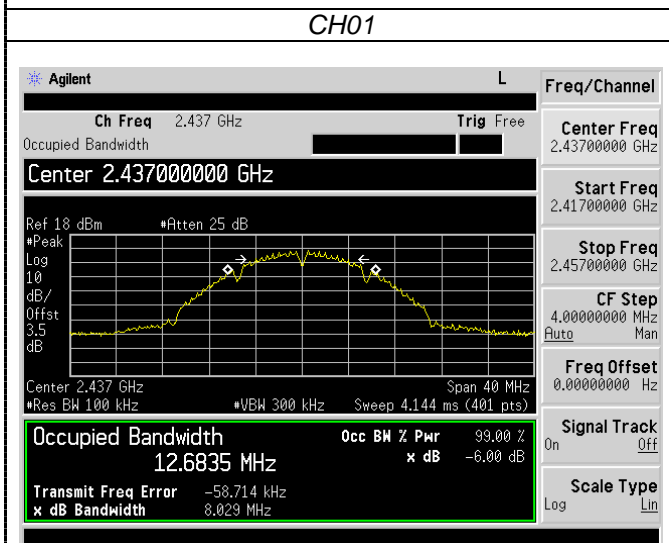 CH01
Agilent L
Freq/Channel
Ch Freq 2.437 GHz Trig Free
Occupied Bandwidth
Center 2.437000000 GHz
Ref 18 dBm #Atten 25 dB
#Peak
Log
10
dB/
Offst
3.5
dB
Center 2.437 GHz Span 40 MHz
#Res BW 100 kHz #VBW 300 kHz Sweep 4.144 ms (401 pts)
Occupied Bandwidth Occ BW % Pwr 99.00 %
12.6835 MHz x dB -6.00 dB
Transmit Freq Error -58.714 kHz
x dB Bandwidth 8.029 MHz
Center Freq
2.43700000 GHz
Start Freq
2.41700000 GHz
Stop Freq
2.45700000 GHz
CF Step
4.00000000 MHz
Auto Man
Freq Offset
0.00000000 Hz
Signal Track
On Off
Scale Type
Log Lin